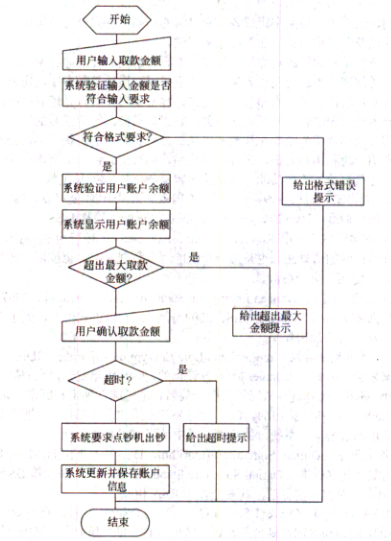 开始
用户输入取款金额
系统验证输入金额是否
符合输入要求
符合格式要求?
是
系统验证用户账户余额
给出格式错误
提示
系统显示用户账户余额
是
超出最大取款
金额?
给出超出最大
金额提示
用户确认取款金额
是
超时?
系统要求点钞机出钞
给出超时提示
系统更新并保存账户
信息
结束